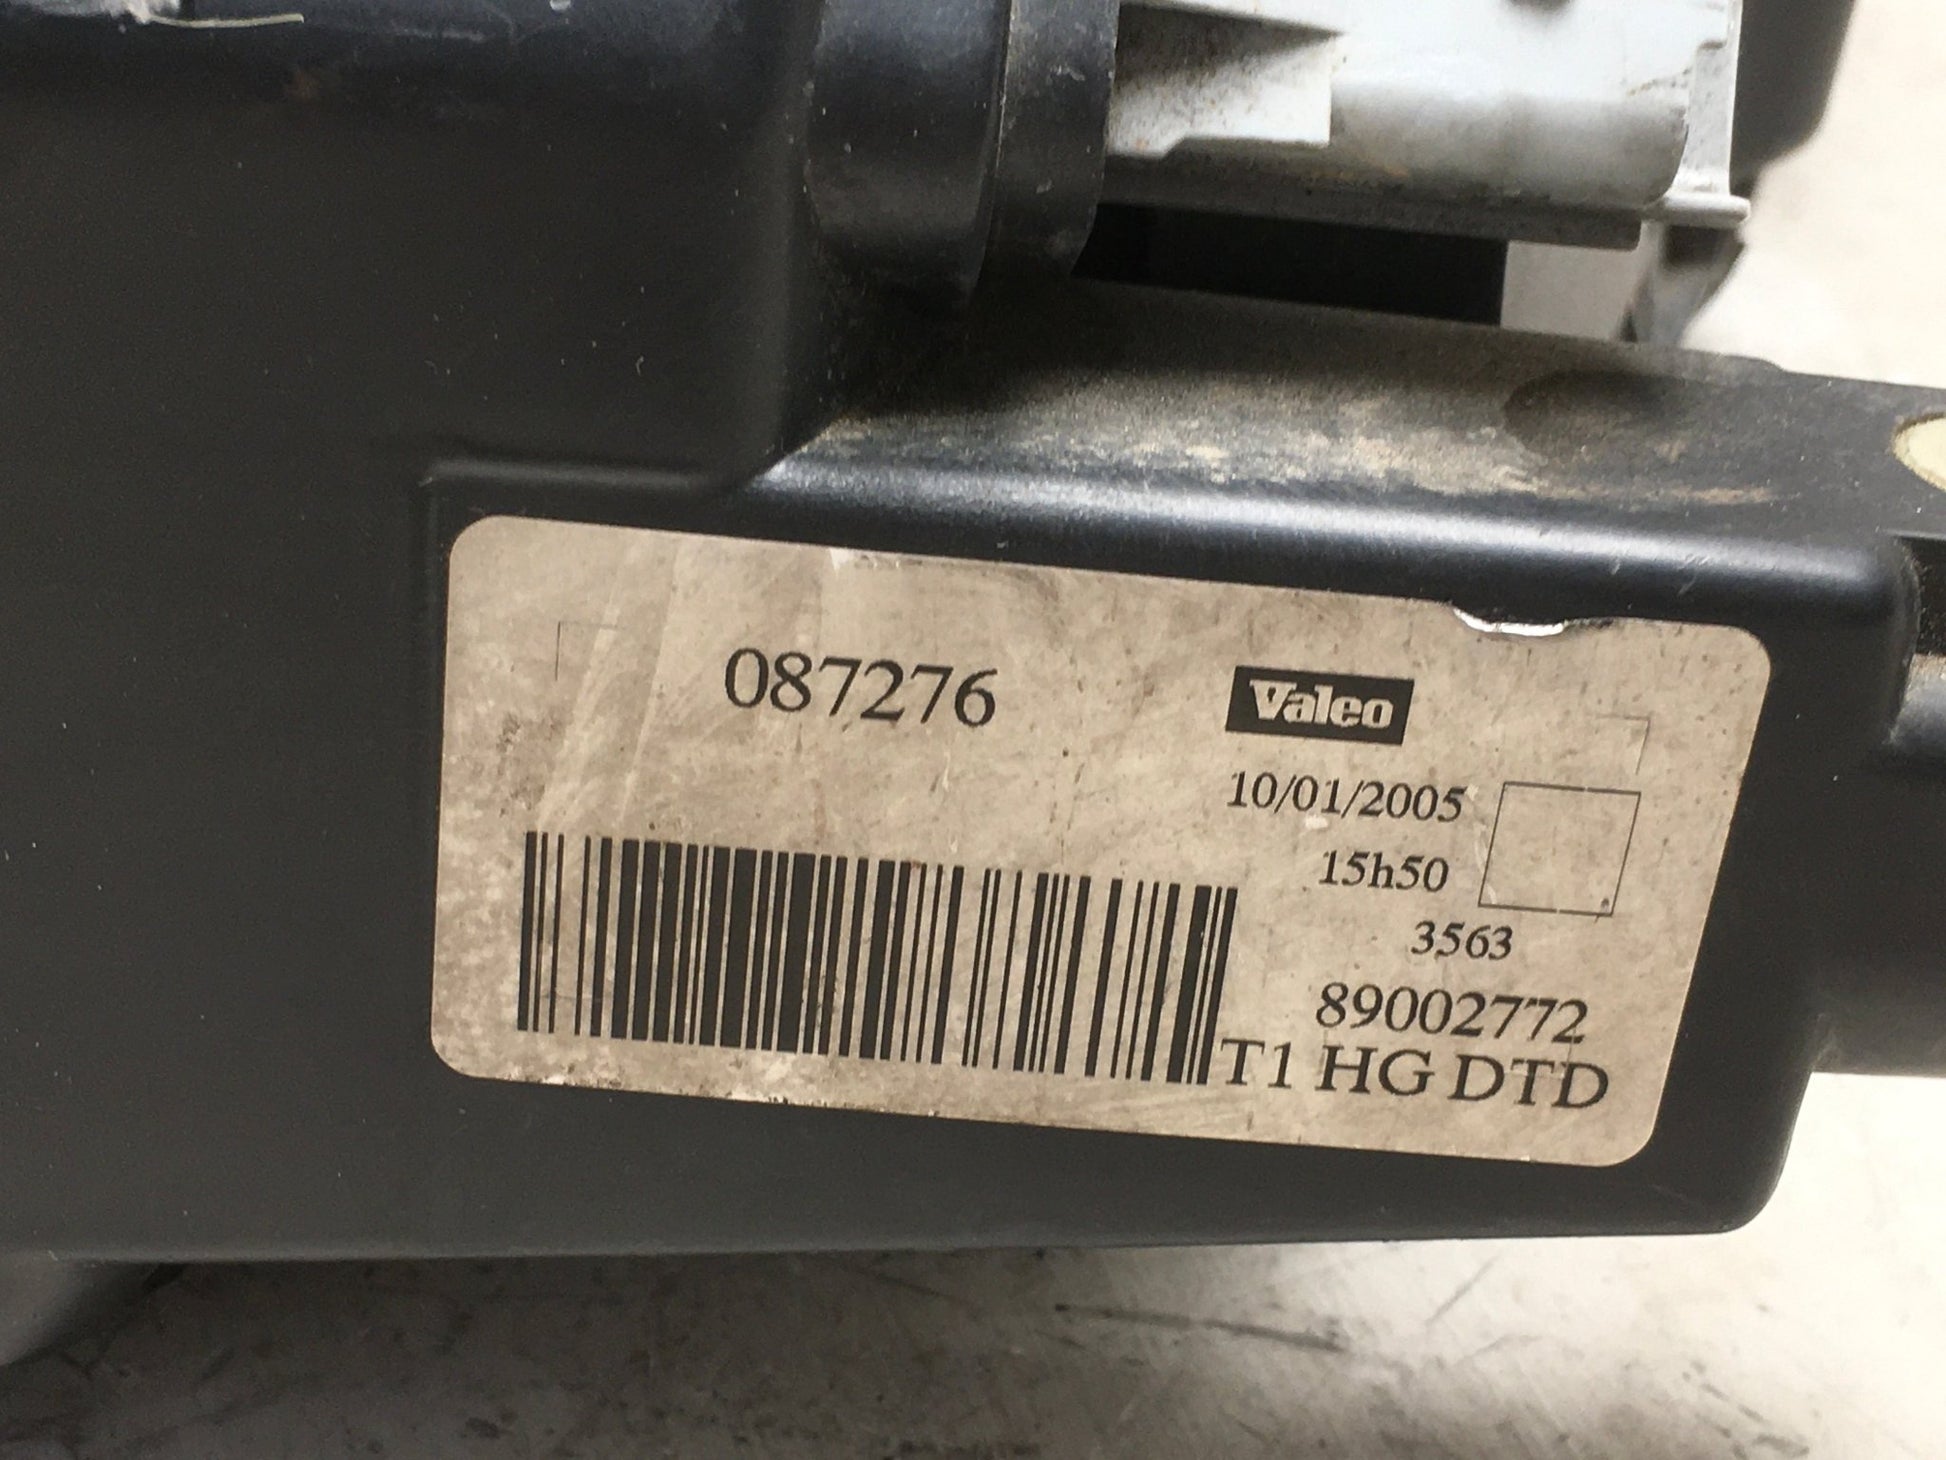 087276
Valeo
10/01/2005
15h50
3563
89002772
T1 HG DTD